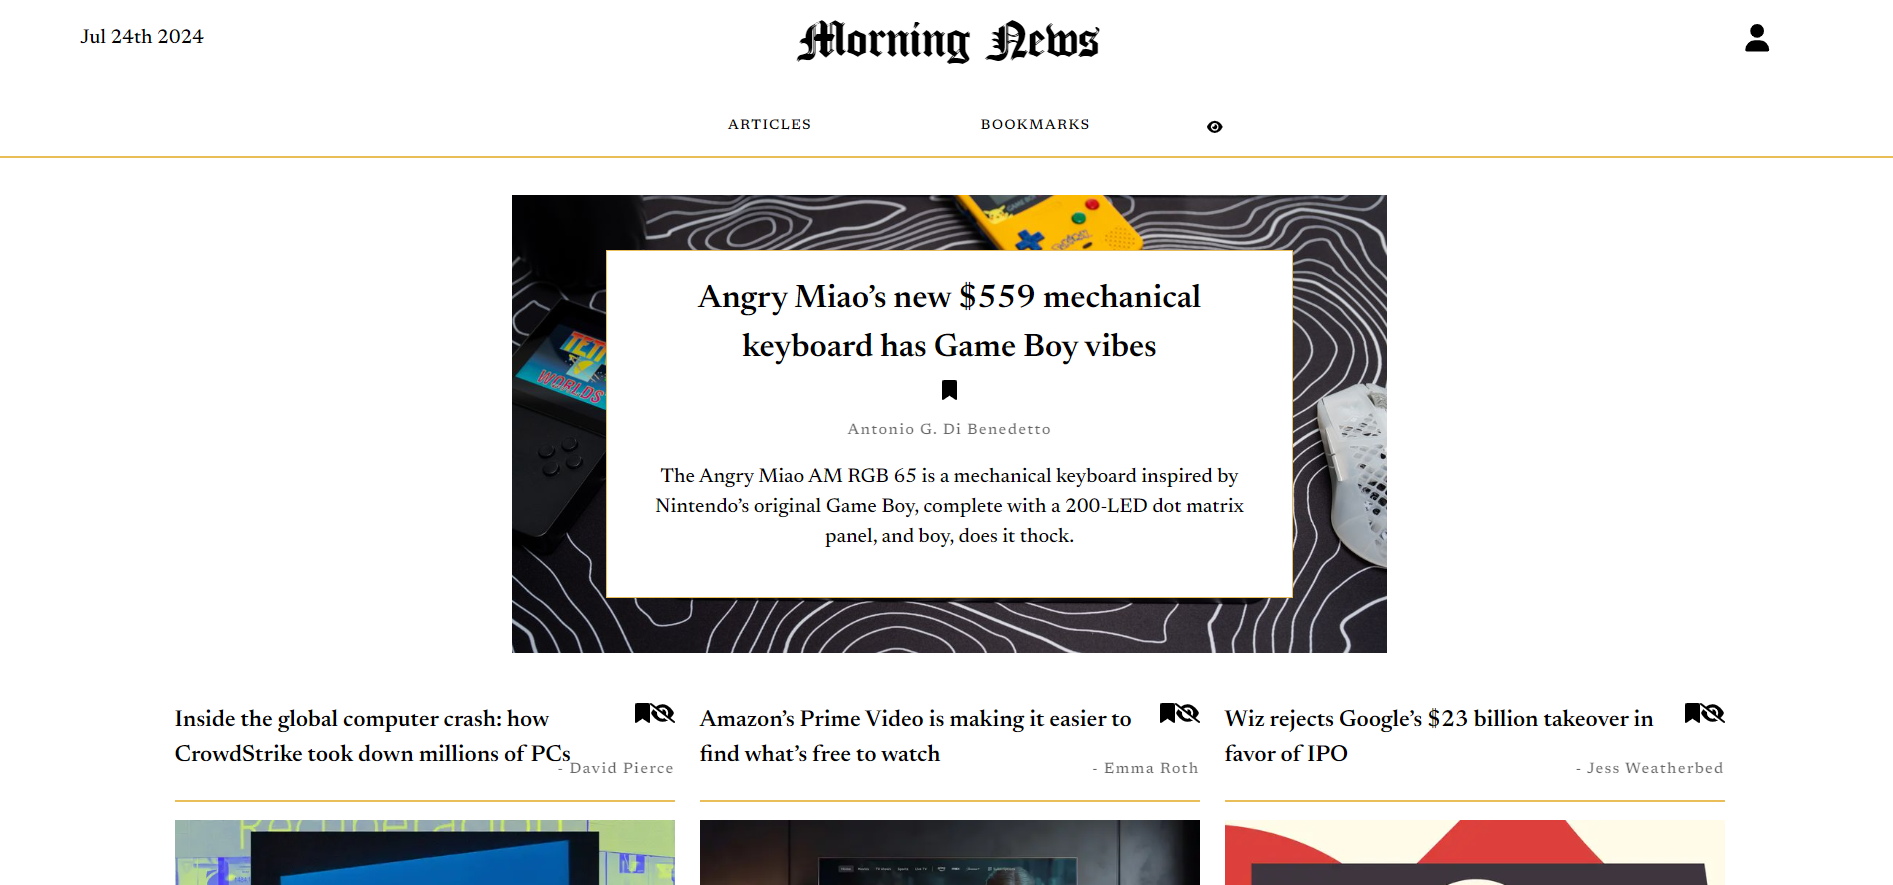 Jul 24th 2024
Morning News
ARTICLES
BOOKMARKS
GAME BOY
Angry Miao’s new $559 mechanical
keyboard has Game Boy vibes
Antonio G. Di Benedetto
The Angry Miao AM RGB 65 is a mechanical keyboard inspired by
Nintendo’s original Game Boy, complete with a 200-LED dot matrix
panel, and boy, does it thock.
WORLDS
Inside the global computer crash: how
CrowdStrike took down millions of PCs
- David Pierce
Amazon’s Prime Video is making it easier to
find what’s free to watch
- Emma Roth
Wiz rejects Google’s $23 billion takeover in
favor of IPO
- Jess Weatherbed